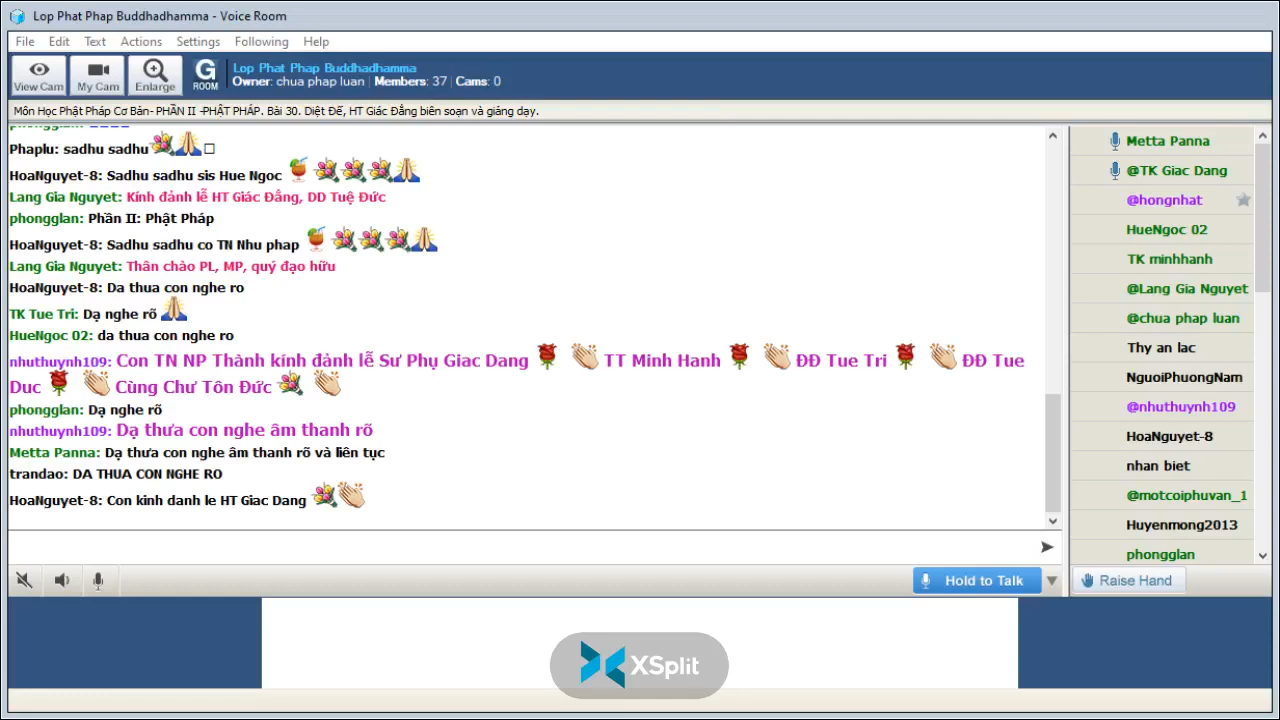 Lop Phat Phap Buddhadhamma - Voice Room
File Edit Text Actions Settings Following Help
View Cam My Cam Enlarge G ROOM
Lop Phat Phap Buddhadhamma
Owner: chua phap luan | Members: 37 | Cams: 0
Môn Học Phật Pháp Cơ Bản- PHẦN II -PHẬT PHÁP. Bài 30. Diệt Đế, HT Giác Đẳng biên soạn và giảng dạy.
Phaplu: sadhu sadhu
HoaNguyet-8: Sadhu sadhu sis Hue Ngoc
Lang Gia Nguyet: Kính đảnh lễ HT Giác Đẳng, DD Tuệ Đức
phongglan: Phần II: Phật Pháp
HoaNguyet-8: Sadhu sadhu co TN Nhu phap
Lang Gia Nguyet: Thân chào PL, MP, quý đạo hữu
HoaNguyet-8: Da thua con nghe ro
TK Tue Tri: Dạ nghe rõ
HueNgoc 02: da thua con nghe ro
nhuthuynh109: Con TN NP Thành kính đảnh lễ Sư Phụ Giac Dang TT Minh Hanh ĐĐ Tue Tri ĐĐ Tue
Duc Cùng Chư Tôn Đức
phongglan: Dạ nghe rõ
nhuthuynh109: Dạ thưa con nghe âm thanh rõ
Metta Panna: Dạ thưa con nghe âm thanh rõ và liên tục
trandao: DA THUA CON NGHE RO
HoaNguyet-8: Con kinh danh le HT Giac Dang
Hold to Talk
Metta Panna
@TK Giac Dang
@hongnhat
HueNgoc 02
TK minhhanh
@Lang Gia Nguyet
@chua phap luan
Thy an lac
NguoiPhuongNam
@nhuthuynh109
HoaNguyet-8
nhan biet
@motcoiphuvan_1
Huyenmong2013
phongglan
Raise Hand
XSplit